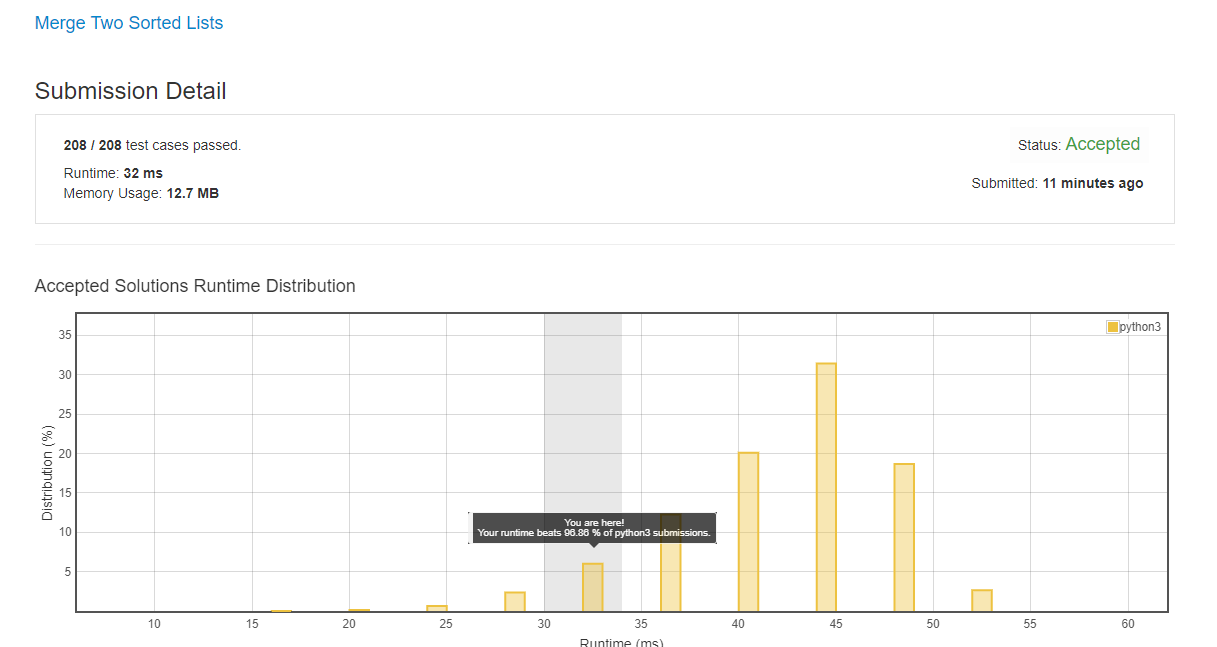 Merge Two Sorted Lists
Submission Detail
208 / 208 test cases passed.
Status: Accepted
Runtime: 32 ms
Memory Usage: 12.7 MB
Submitted: 11 minutes ago
Accepted Solutions Runtime Distribution
python3
Distribution (%)
35
30
25
20
15
10
5
You are here!
Your runtime beats 96.86 % of python3 submissions.
10 15 20 25 30 35 40 45 50 55 60
Runtime (ms)